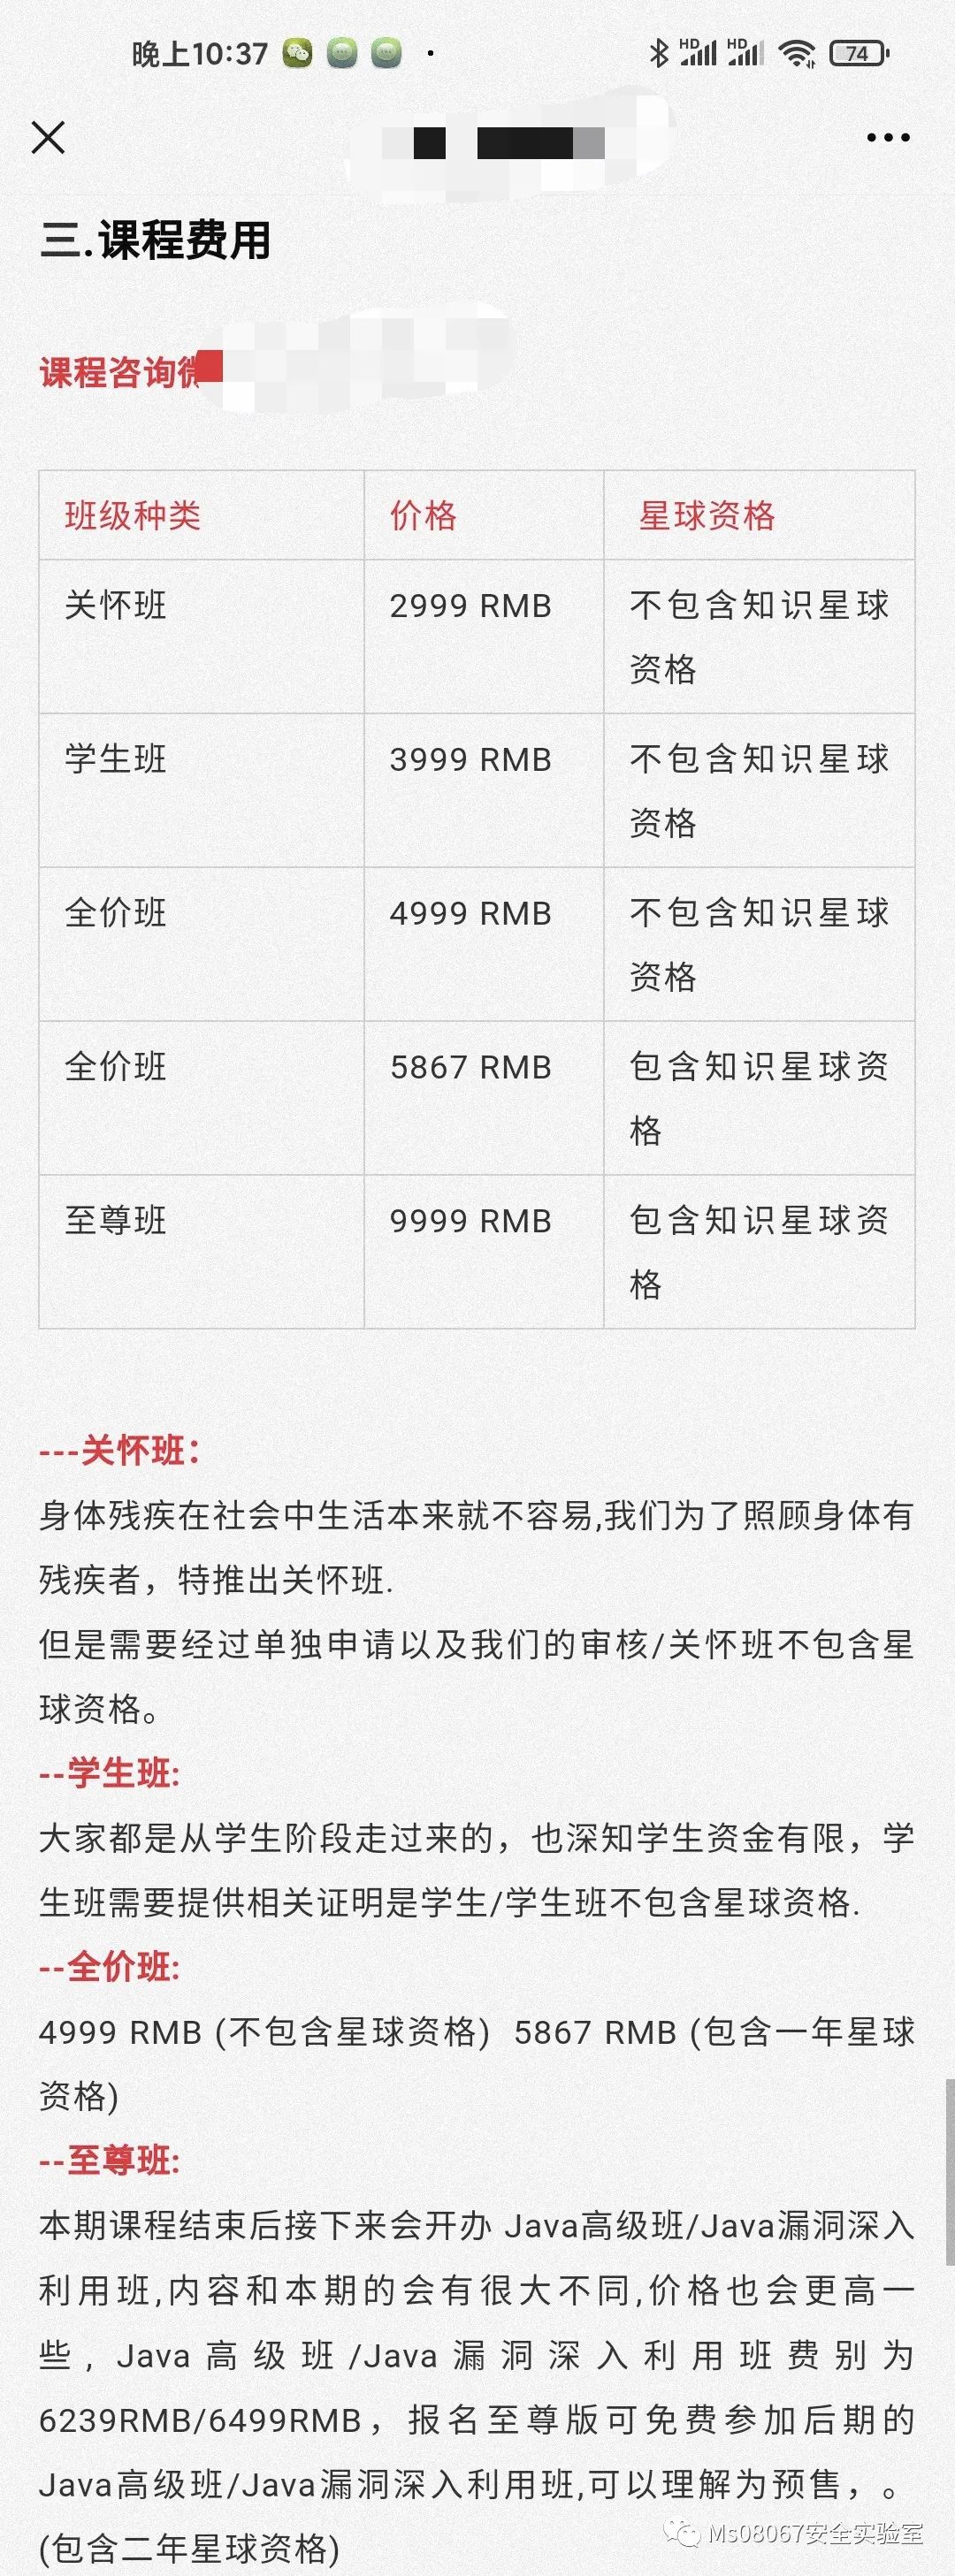 晚上10:37
HD HD 74
三.课程费用
课程咨询微
班级种类 价格 星球资格
关怀班 2999 RMB 不包含知识星球
资格
学生班 3999 RMB 不包含知识星球
资格
全价班 4999 RMB 不包含知识星球
资格
全价班 5867 RMB 包含知识星球资
格
至尊班 9999 RMB 包含知识星球资
格
---关怀班：
身体残疾在社会中生活本来就不容易,我们为了照顾身体有
残疾者，特推出关怀班.
但是需要经过单独申请以及我们的审核/关怀班不包含星
球资格。
--学生班:
大家都是从学生阶段走过来的，也深知学生资金有限，学
生班需要提供相关证明是学生/学生班不包含星球资格.
--全价班:
4999 RMB (不包含星球资格) 5867 RMB (包含一年星球
资格)
--至尊班:
本期课程结束后接下来会开办 Java高级班/Java漏洞深入
利用班,内容和本期的会有很大不同,价格也会更高一
些, Java高级班/Java漏洞深入利用班费别为
6239RMB/6499RMB，报名至尊版可免费参加后期的
Java高级班/Java漏洞深入利用班,可以理解为预售，。
(包含二年星球资格)
Ms08067安全实验室